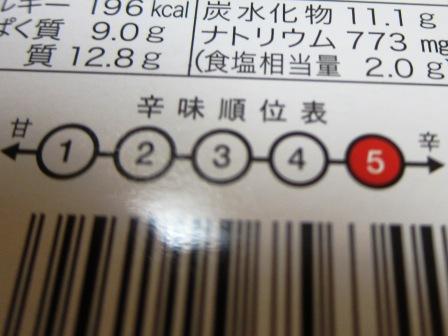 ルギー 196 kcal 炭水化物 11.1 g
ぱく質 9.0 g ナトリウム 773 mg
質 12.8 g (食塩相当量 2.0 g)
辛味順位表
甘 1 2 3 4 5 辛